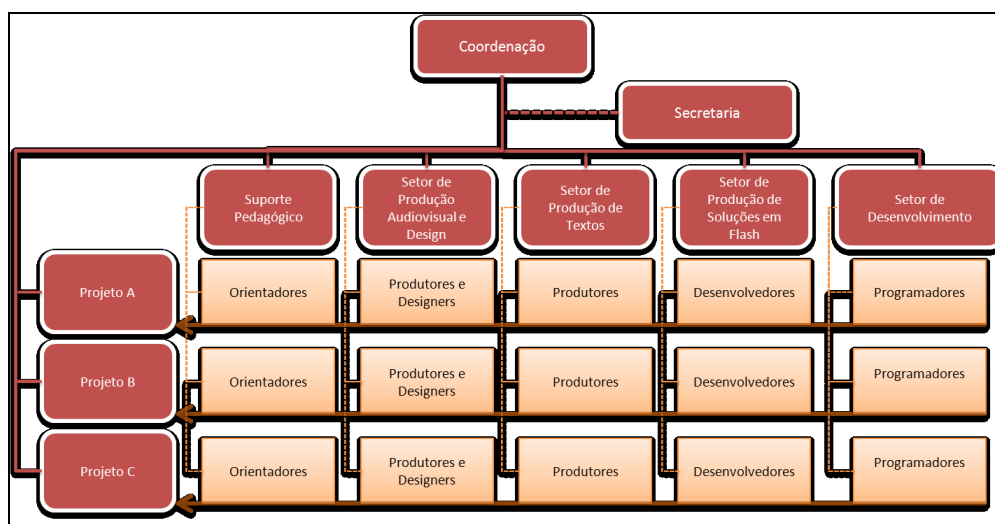 Coordenação
Secretaria
Suporte
Pedagógico
Setor de
Produção
Audiovisual e
Design
Setor de
Produção de
Textos
Setor de
Produção de
Soluções em
Flash
Setor de
Desenvolvimento
Projeto A
Orientadores
Produtores e
Designers
Produtores
Desenvolvedores
Programadores
Projeto B
Orientadores
Produtores e
Designers
Produtores
Desenvolvedores
Programadores
Projeto C
Orientadores
Produtores e
Designers
Produtores
Desenvolvedores
Programadores